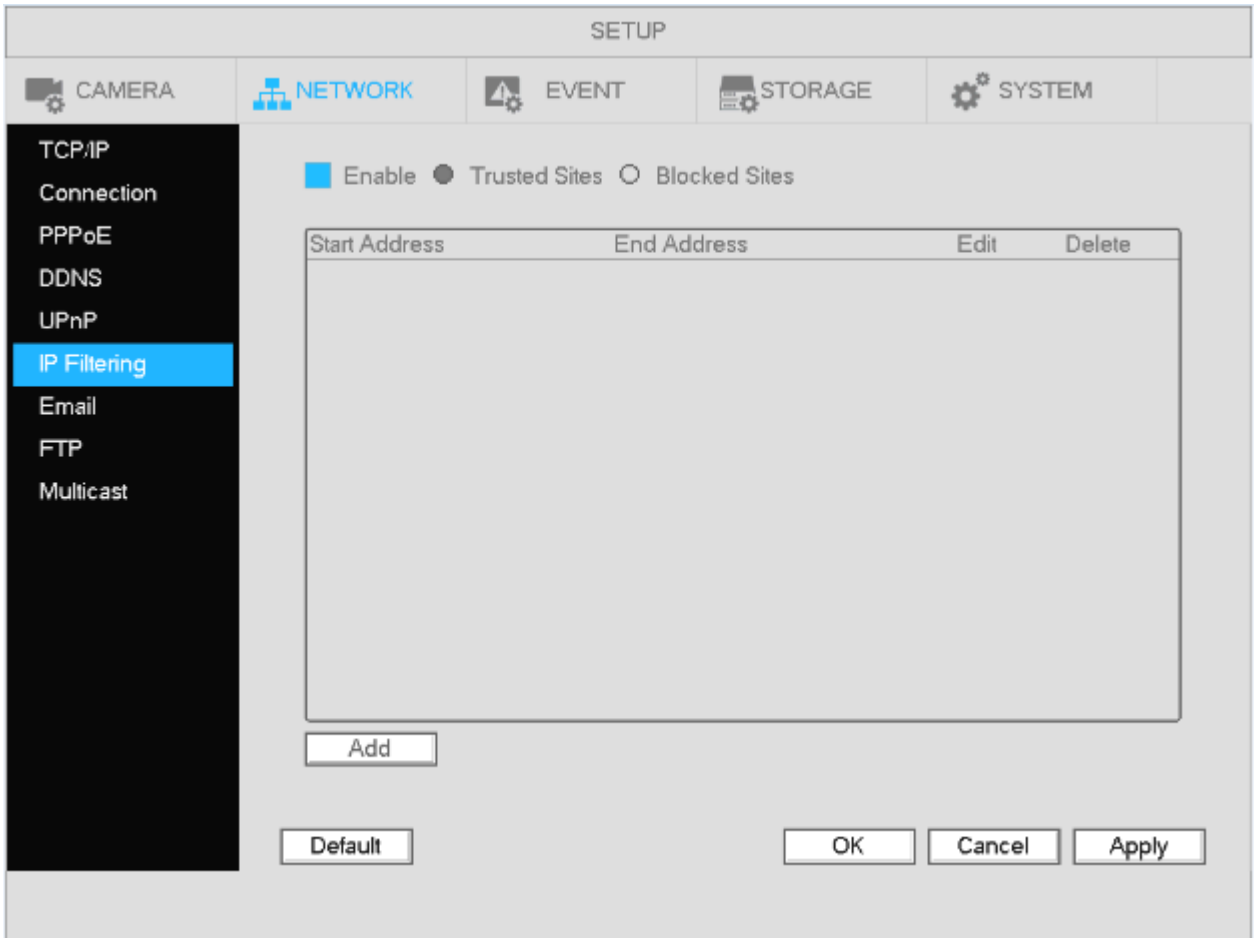 SETUP
CAMERA NETWORK EVENT STORAGE SYSTEM
TCP/IP
Connection
PPPoE
DDNS
UPnP
IP Filtering
Email
FTP
Multicast
Enable Trusted Sites Blocked Sites
Start Address End Address Edit Delete
Add
Default OK Cancel Apply